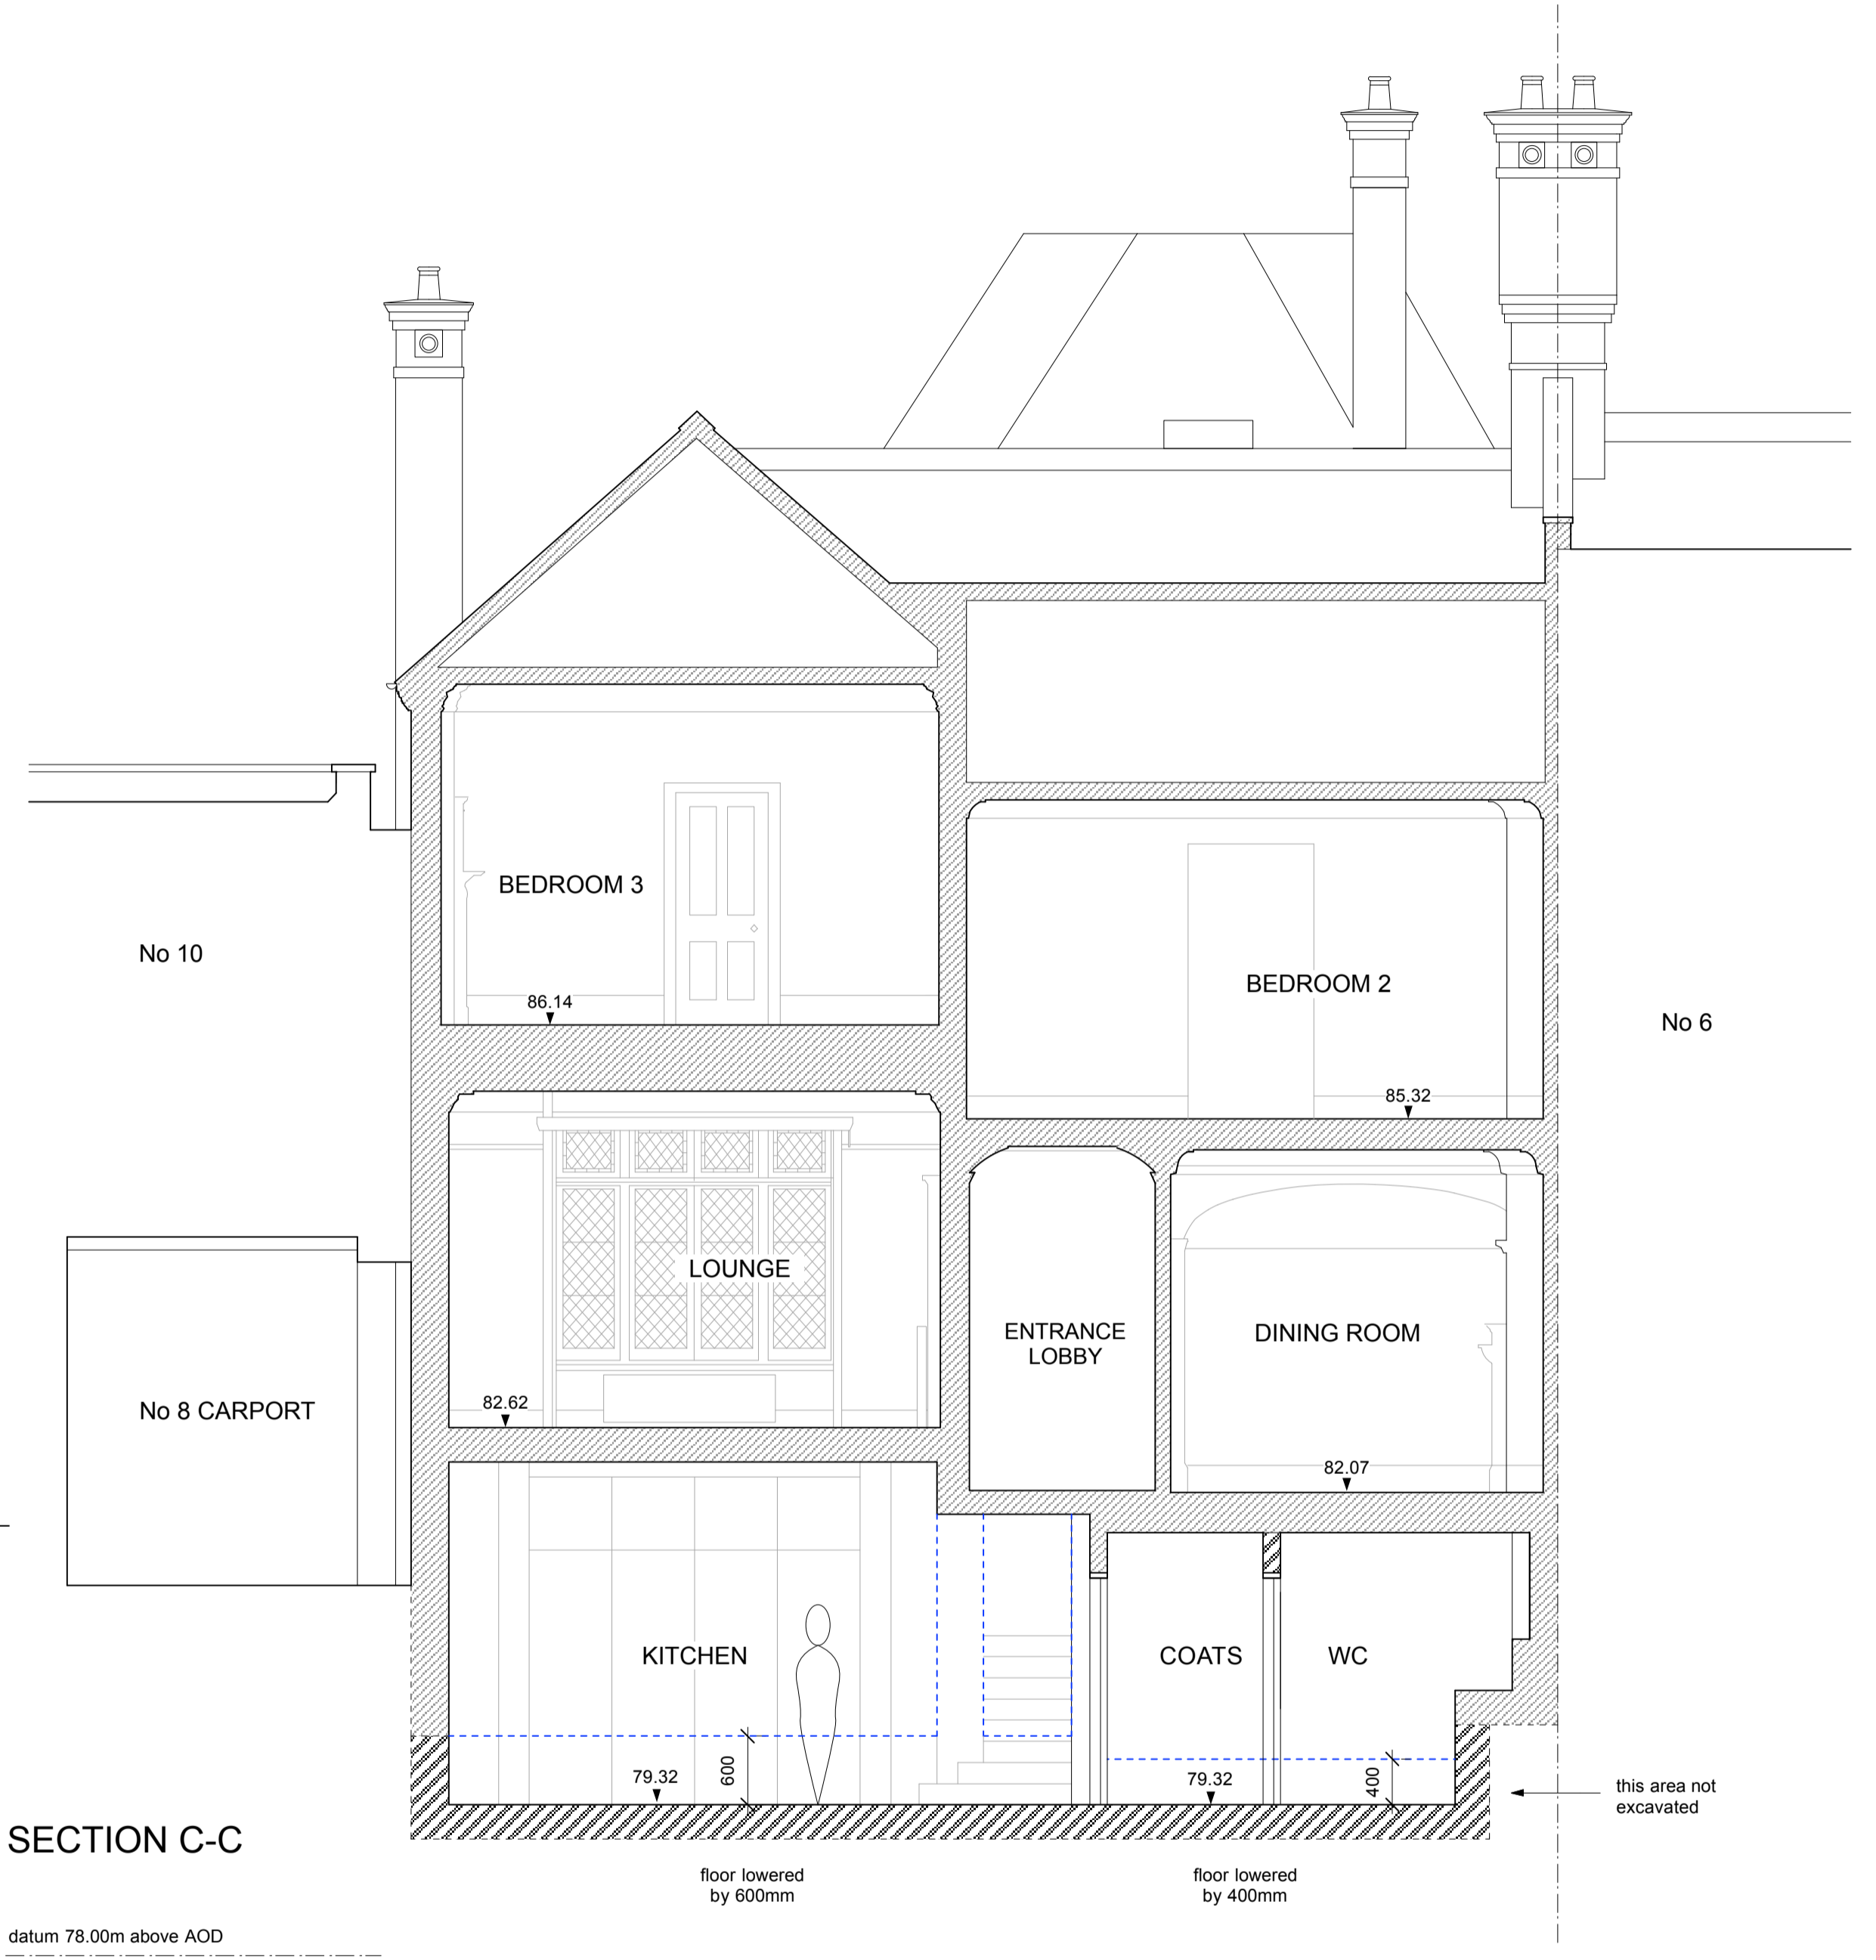 BEDROOM 3
No 10
86.14
BEDROOM 2
No 6
85.32
LOUNGE
ENTRANCE
LOBBY
DINING ROOM
No 8 CARPORT
82.62
82.07
KITCHEN
COATS
WC
79.32
600
79.32
400
this area not
excavated
SECTION C-C
floor lowered
by 600mm
floor lowered
by 400mm
datum 78.00m above AOD